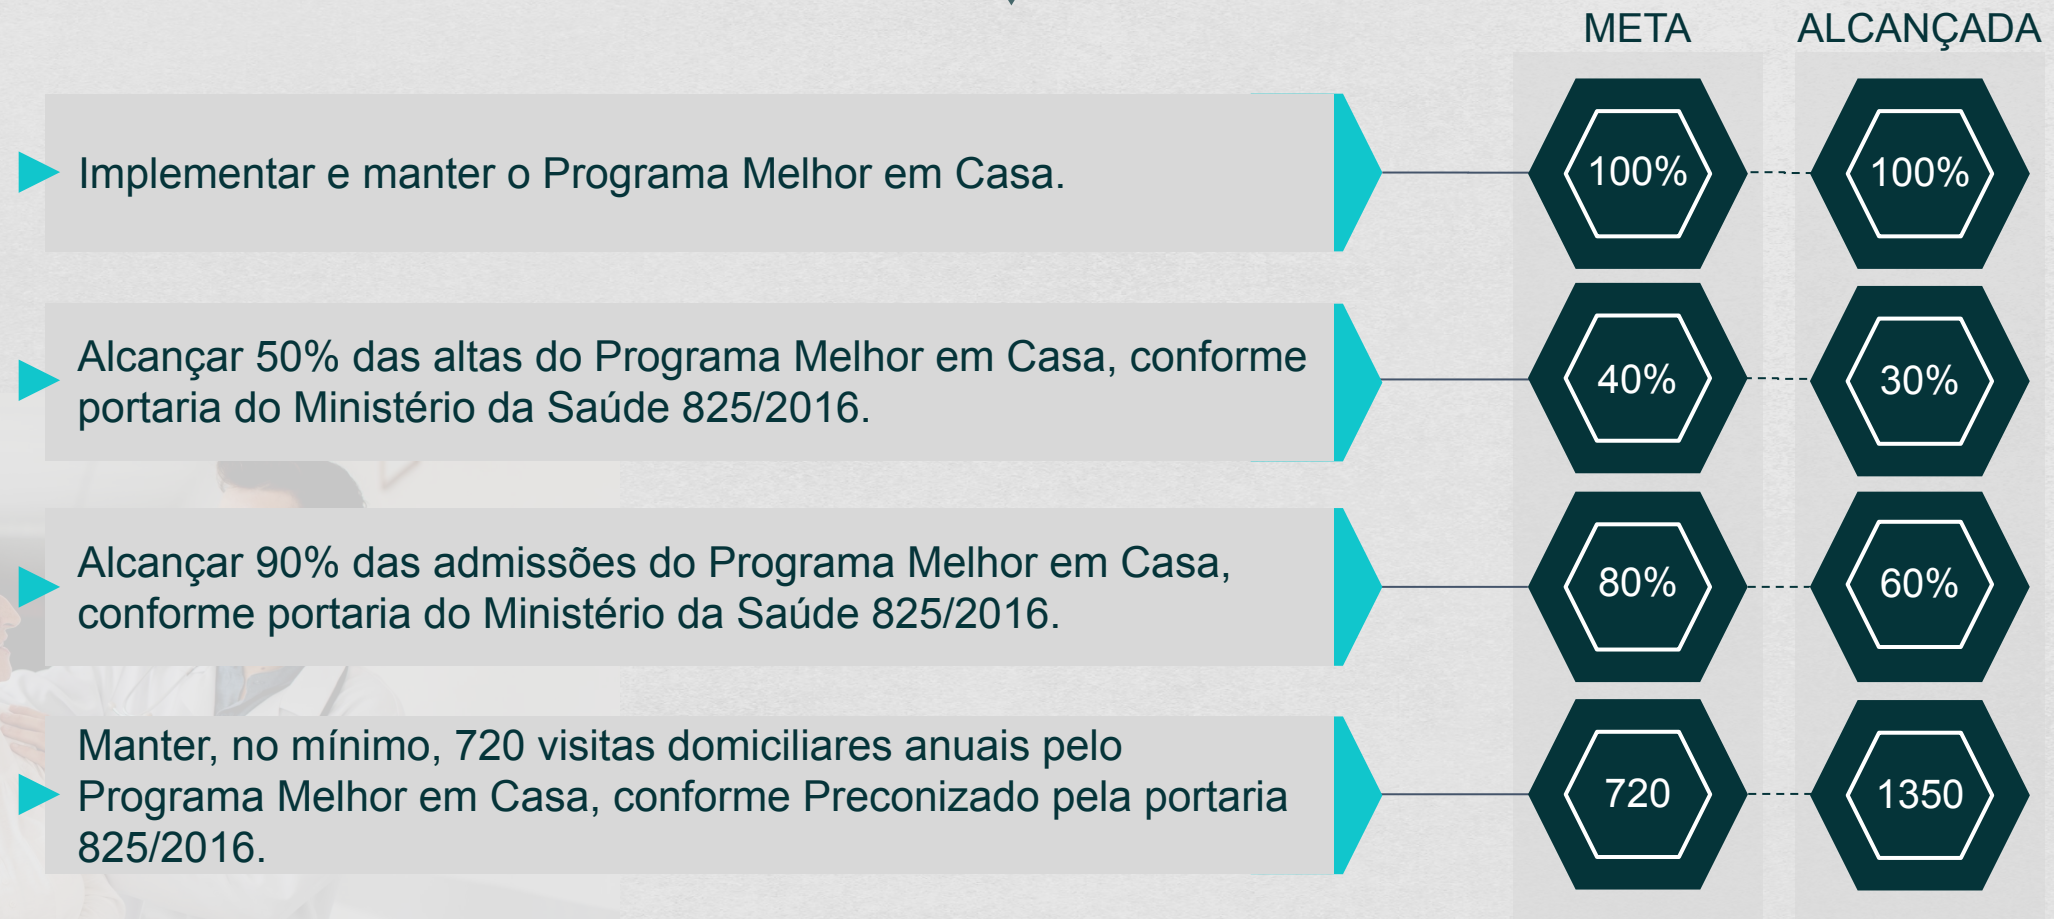 META ALCANÇADA
Implementar e manter o Programa Melhor em Casa.
100% 100%
Alcançar 50% das altas do Programa Melhor em Casa, conforme
portaria do Ministério da Saúde 825/2016.
40% 30%
Alcançar 90% das admissões do Programa Melhor em Casa,
conforme portaria do Ministério da Saúde 825/2016.
80% 60%
Manter, no mínimo, 720 visitas domiciliares anuais pelo
Programa Melhor em Casa, conforme Preconizado pela portaria
825/2016.
720 1350